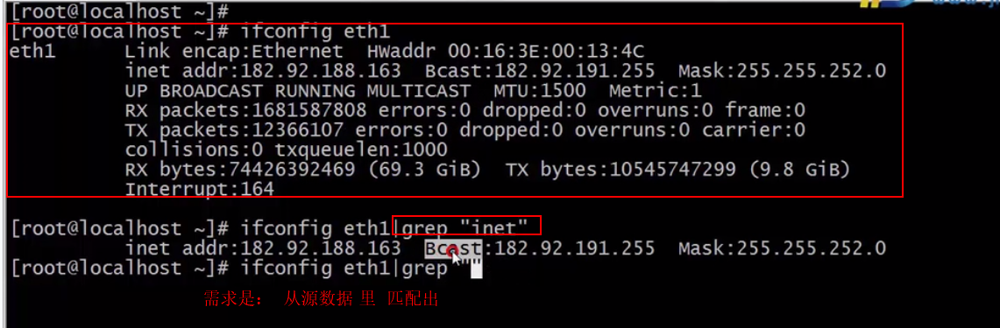 [root@localhost ~]#
[root@localhost ~]# ifconfig eth1
eth1 Link encap:Ethernet HWaddr 00:16:3E:00:13:4C
inet addr:182.92.188.163 Bcast:182.92.191.255 Mask:255.255.252.0
UP BROADCAST RUNNING MULTICAST MTU:1500 Metric:1
RX packets:1681587808 errors:0 dropped:0 overruns:0 frame:0
TX packets:12366107 errors:0 dropped:0 overruns:0 carrier:0
collisions:0 txqueuelen:1000
RX bytes:74426392469 (69.3 GiB) TX bytes:10545747299 (9.8 GiB)
Interrupt:164
[root@localhost ~]# ifconfig eth1|grep "inet"
inet addr:182.92.188.163 Bcast:182.92.191.255 Mask:255.255.252.0
[root@localhost ~]# ifconfig eth1|grep ""
需求是： 从源数据 里 匹配出